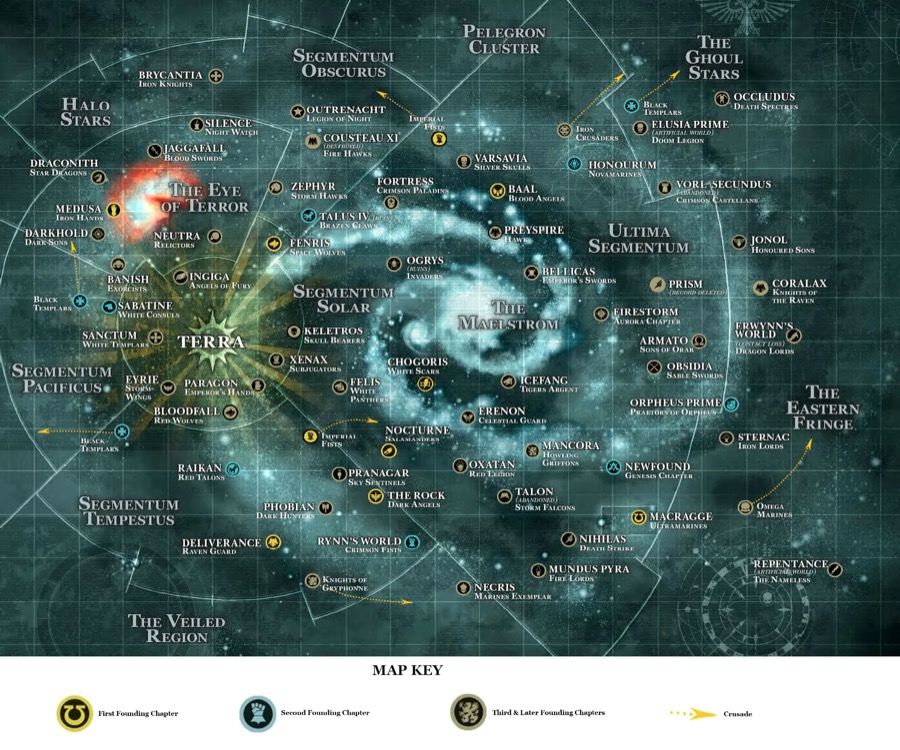 PELEGRON
CLUSTER
THE
GHOUL
STARS
SEGMENTUM
OBSCURUS
BRYCANTIA
IRON KNIGHTS
HALO
STARS
OCCLUDUS
DEATH SPECTRES
BLACK
TEMPLARS
OUTRENACHT
LEGION OF NIGHT
IMPERIAL
FISTS
SILENCE
NIGHT WATCH
ELUSIA PRIME
(ARTIFICIAL WORLD)
DOOM LEGION
IRON
CRUSADERS
COUSTEAU XI
(DESTROYED)
FIRE HAWKS
JAGGAFALL
BLOOD SWORDS
VARSAVIA
SILVER SKULLS
HONOURUM
NOVAMARINES
DRACONITH
STAR DRAGONS
FORTRESS
CRIMSON PALADINS
VORL SECUNDUS
(ABANDONED)
CRIMSON CASTELLANS
ZEPHYR
STORM HAWKS
THE EYE
OF TERROR
BAAL
BLOOD ANGELS
MEDUSA
IRON HANDS
TALUS IV (RUINS)
BRAZEN CLAWS
DARKHOLD
DARK SONS
NEUTRA
RELICTORS
PREYSPIRE
HAWK
ULTIMA
SEGMENTUM
JONOL
HONOURED SONS
FENRIS
SPACE WOLVES
OGRYS
(RUINS)
INVADERS
BELLICAS
EMPEROR'S SWORDS
BANISH
EXORCISTS
INGIGA
ANGELS OF FURY
PRISM
(RECORD DELETED)
CORALAX
KNIGHTS OF
THE RAVEN
SEGMENTUM
SOLAR
BLACK
TEMPLARS
SABATINE
WHITE CONSULS
THE
MAELSTROM
FIRESTORM
AURORA CHAPTER
ERWYNN'S
WORLD
(CONTACT LOSS)
DRAGON LORDS
SANCTUM
WHITE TEMPLARS
TERRA
KELETROS
SKULL BEARERS
ARMATO
SONS OF ORAR
XENAX
SUBJUGATORS
CHOGORIS
WHITE SCARS
OBSIDIA
SABLE SWORDS
SEGMENTUM
PACIFICUS
EYRIE
STORM-
WINGS
PARAGON
EMPEROR'S HANDS
FELIS
WHITE
PANTHERS
ICEFANG
TIGERS ARGENT
THE
EASTERN
FRINGE
BLOODFALL
RED WOLVES
ERENON
CELESTIAL GUARD
ORPHEUS PRIME
PRAETORS OF ORPHEUS
BLACK
TEMPLARS
IMPERIAL
FISTS
NOCTURNE
SALAMANDERS
STERNAC
IRON LORDS
MANCORA
HOWLING
GRIFFONS
RAIKAN
RED TALONS
PRANAGAR
SKY SENTINELS
OXATAN
RED LEGION
NEWFOUND
GENESIS CHAPTER
SEGMENTUM
TEMPESTUS
THE ROCK
DARK ANGELS
TALON
(ABANDONED)
STORM FALCONS
PHOBIAN
DARK HUNTERS
OMEGA
MARINES
MACRAGGE
ULTRAMARINES
DELIVERANCE
RAVEN GUARD
RYNN'S WORLD
CRIMSON FISTS
NIHILAS
DEATH STRIKE
REPENTANCE
(ARTIFICIAL WORLD)
THE NAMELESS
MUNDUS PYRA
FIRE LORDS
KNIGHTS OF
GRYPHONNE
NECRIS
MARINES EXEMPLAR
THE VEILED
REGION
MAP KEY
First Founding Chapter
Second Founding Chapter
Third & Later Founding Chapters
Crusade